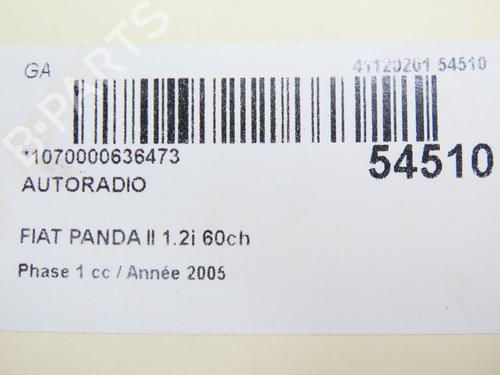 GA
41120201 54510
*1070000636473
54510
AUTORADIO
FIAT PANDA II 1.2i 60ch
Phase 1 cc / Année 2005
B-PARTS